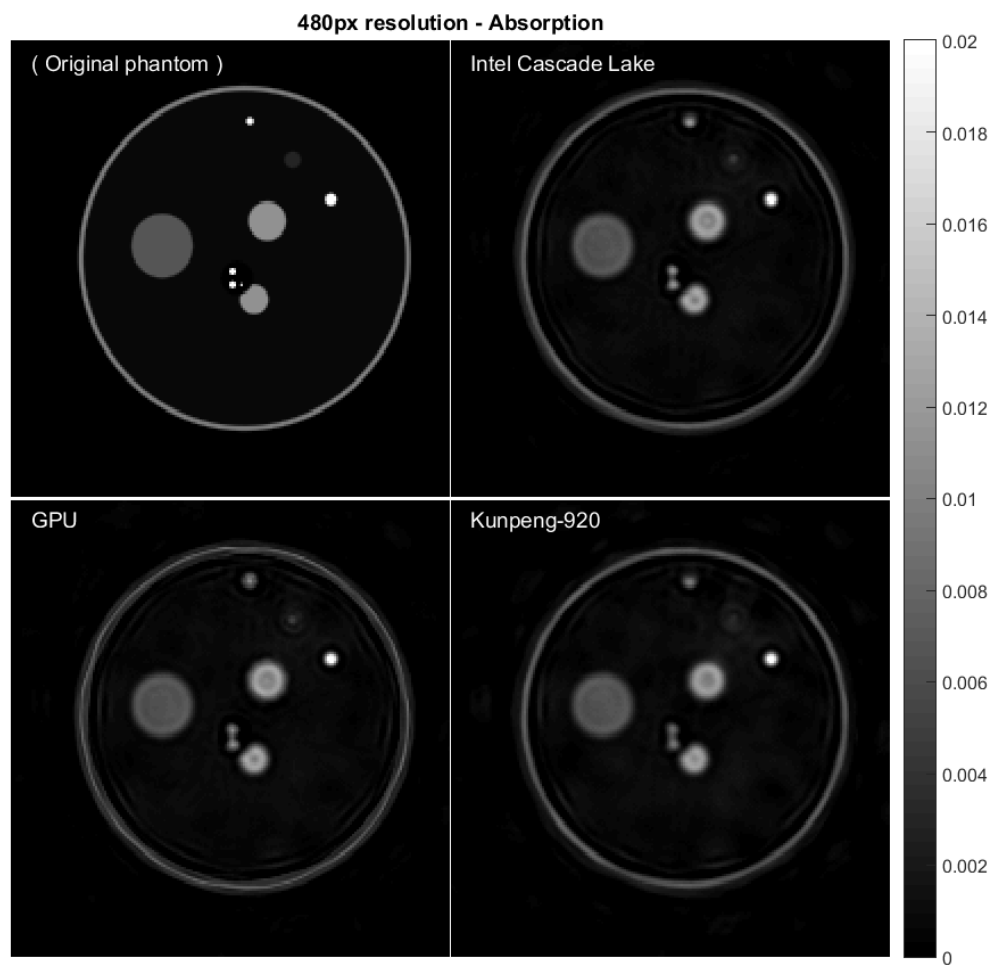 480px resolution - Absorption
( Original phantom )
Intel Cascade Lake
GPU
Kunpeng-920
0.02
0.018
0.016
0.014
0.012
0.01
0.008
0.006
0.004
0.002
0